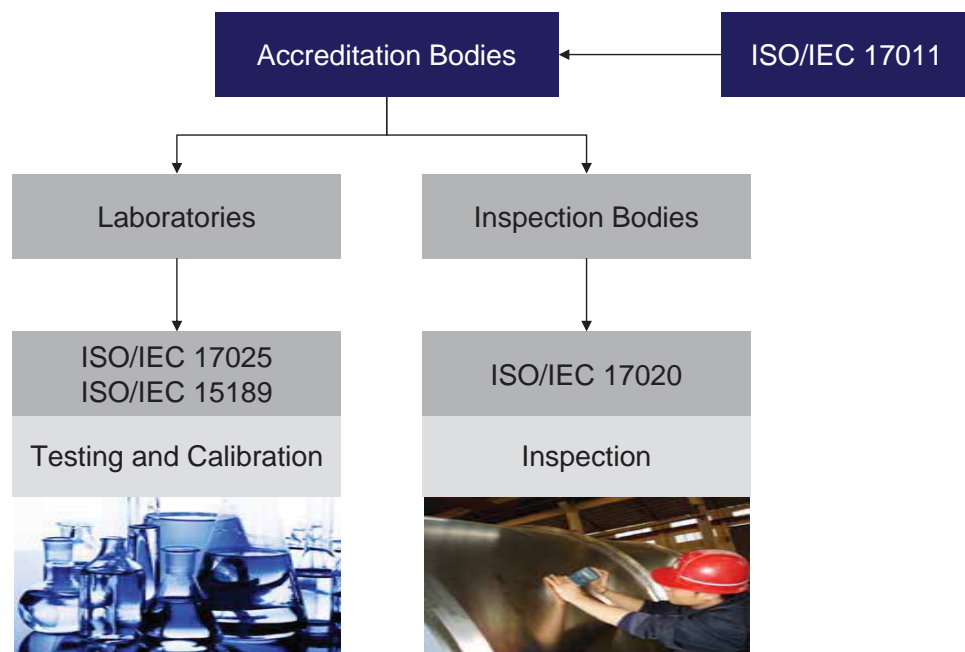 Accreditation Bodies
ISO/IEC 17011
Laboratories
Inspection Bodies
ISO/IEC 17025
ISO/IEC 15189
ISO/IEC 17020
Testing and Calibration
Inspection